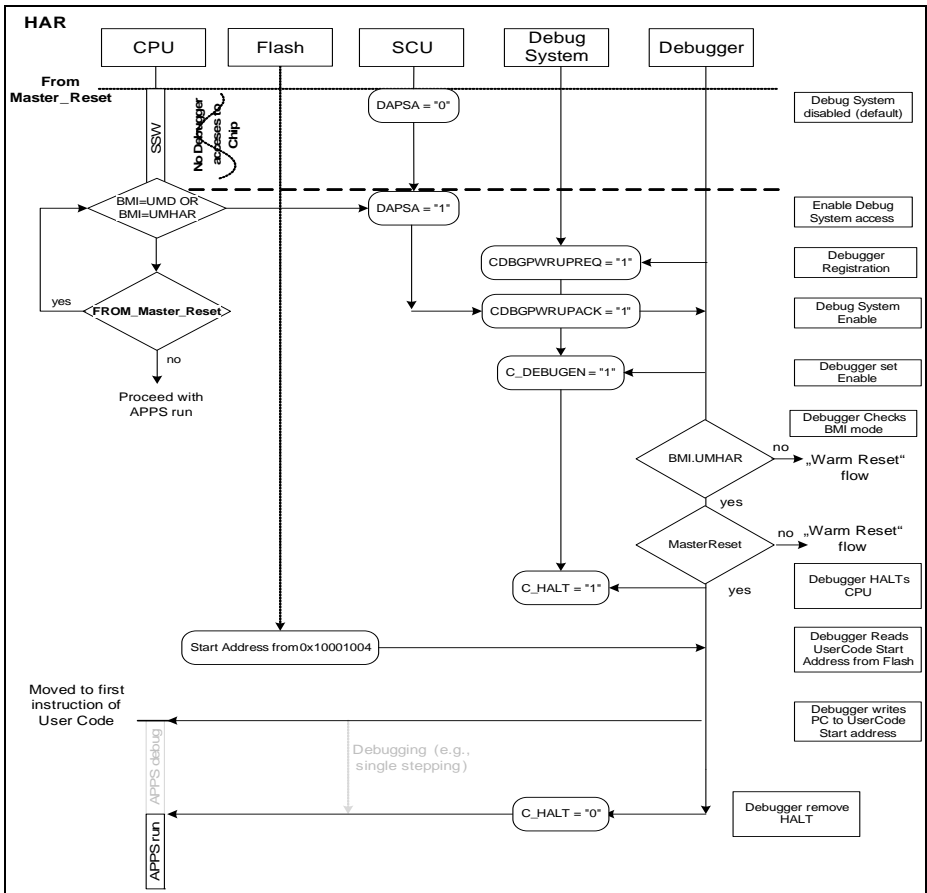 HAR
CPU
Flash
SCU
Debug
System
Debugger
From
Master_Reset
SSW
No Debugger
acceses to
Chip
DAPSA = "0"
Debug System
disabled (default)
BMI=UMD OR
BMI=UMHAR
DAPSA = "1"
Enable Debug
System access
CDBGPWRUPREQ = "1"
Debugger
Registration
yes
FROM_Master_Reset
CDBGPWRUPACK = "1"
Debug System
Enable
no
C_DEBUGEN = "1"
Debugger set
Enable
Proceed with
APPS run
Debugger Checks
BMI mode
BMI.UMHAR
no
„Warm Reset“
flow
yes
MasterReset
no
„Warm Reset“
flow
yes
C_HALT = "1"
Debugger HALTs
CPU
Start Address from 0x10001004
Debugger Reads
UserCode Start
Address from Flash
Moved to first
instruction of
User Code
Debugger writes
PC to UserCode
Start address
APPS debug
Debugging (e.g.,
single stepping)
C_HALT = "0"
Debugger remove
HALT
APPS run